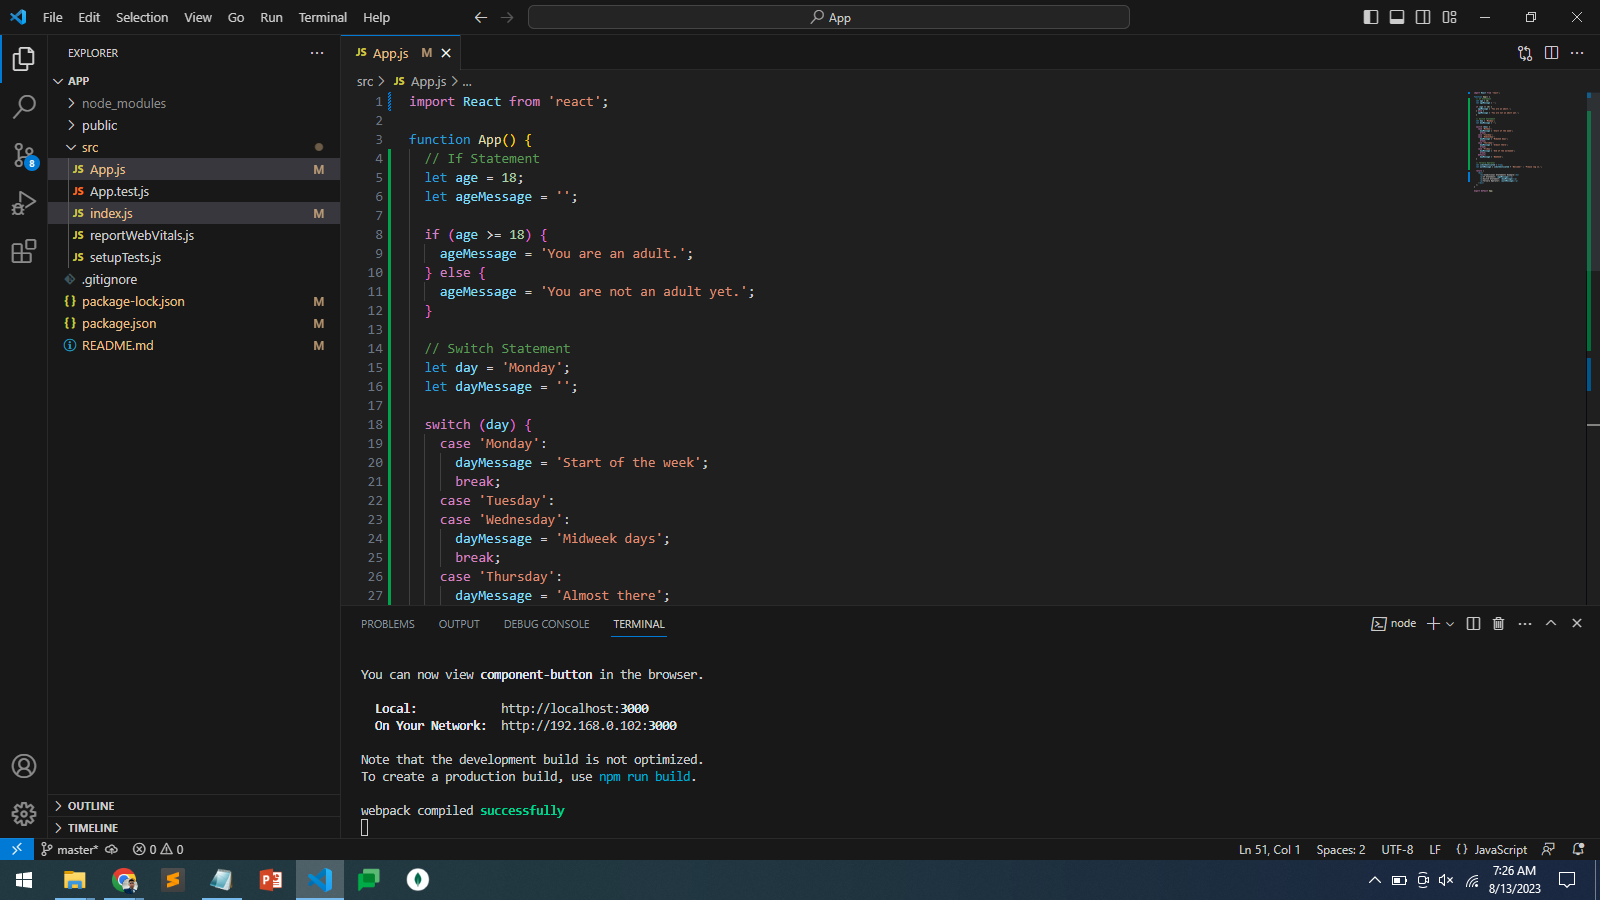 File Edit Selection View Go Run Terminal Help
App
EXPLORER
APP
node_modules
public
src
JS App.js M
JS App.test.js
JS index.js M
JS reportWebVitals.js
JS setupTests.js
.gitignore
{} package-lock.json M
{} package.json M
README.md M
OUTLINE
TIMELINE
8
JS App.js M
src > JS App.js > ...
1 import React from 'react';
2
3 function App() {
4 // If Statement
5 let age = 18;
6 let ageMessage = '';
7
8 if (age >= 18) {
9 ageMessage = 'You are an adult.';
10 } else {
11 ageMessage = 'You are not an adult yet.';
12 }
13
14 // Switch Statement
15 let day = 'Monday';
16 let dayMessage = '';
17
18 switch (day) {
19 case 'Monday':
20 dayMessage = 'Start of the week';
21 break;
22 case 'Tuesday':
23 case 'Wednesday':
24 dayMessage = 'Midweek days';
25 break;
26 case 'Thursday':
27 dayMessage = 'Almost there';
PROBLEMS OUTPUT DEBUG CONSOLE TERMINAL
node
You can now view component-button in the browser.
Local: http://localhost:3000
On Your Network: http://192.168.0.102:3000
Note that the development build is not optimized.
To create a production build, use npm run build.
webpack compiled successfully
master* 0 0
Ln 51, Col 1 Spaces: 2 UTF-8 LF {} JavaScript
7:26 AM
8/13/2023